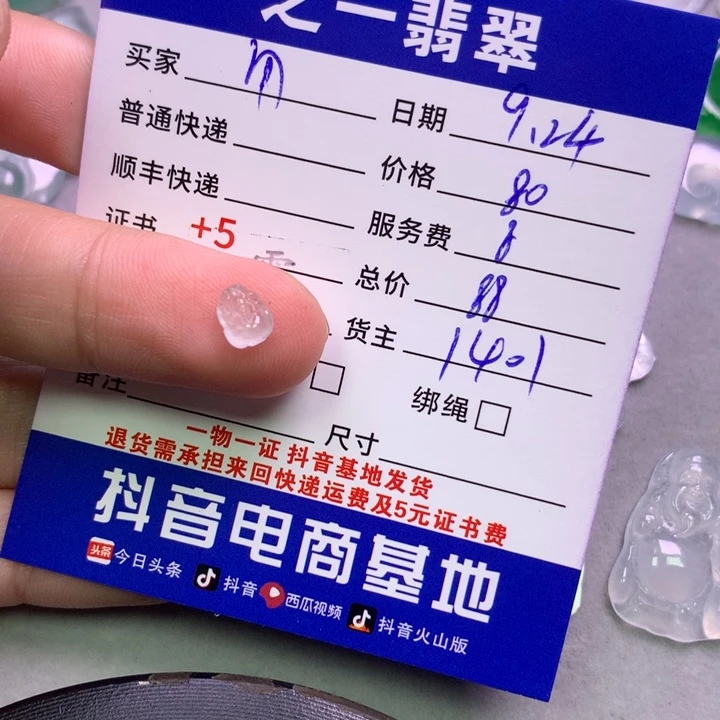 之一翡翠
买家 m 日期 9.24
普通快递 价格 80
顺丰快递 服务费 8
证书 +5 总价 88
货主 1401
备注 绑绳
尺寸
一物一证 抖音基地发货
退货需承担来回快递运费及5元证书费
抖音电商基地
头条 今日头条 抖音 西瓜视频 抖音火山版